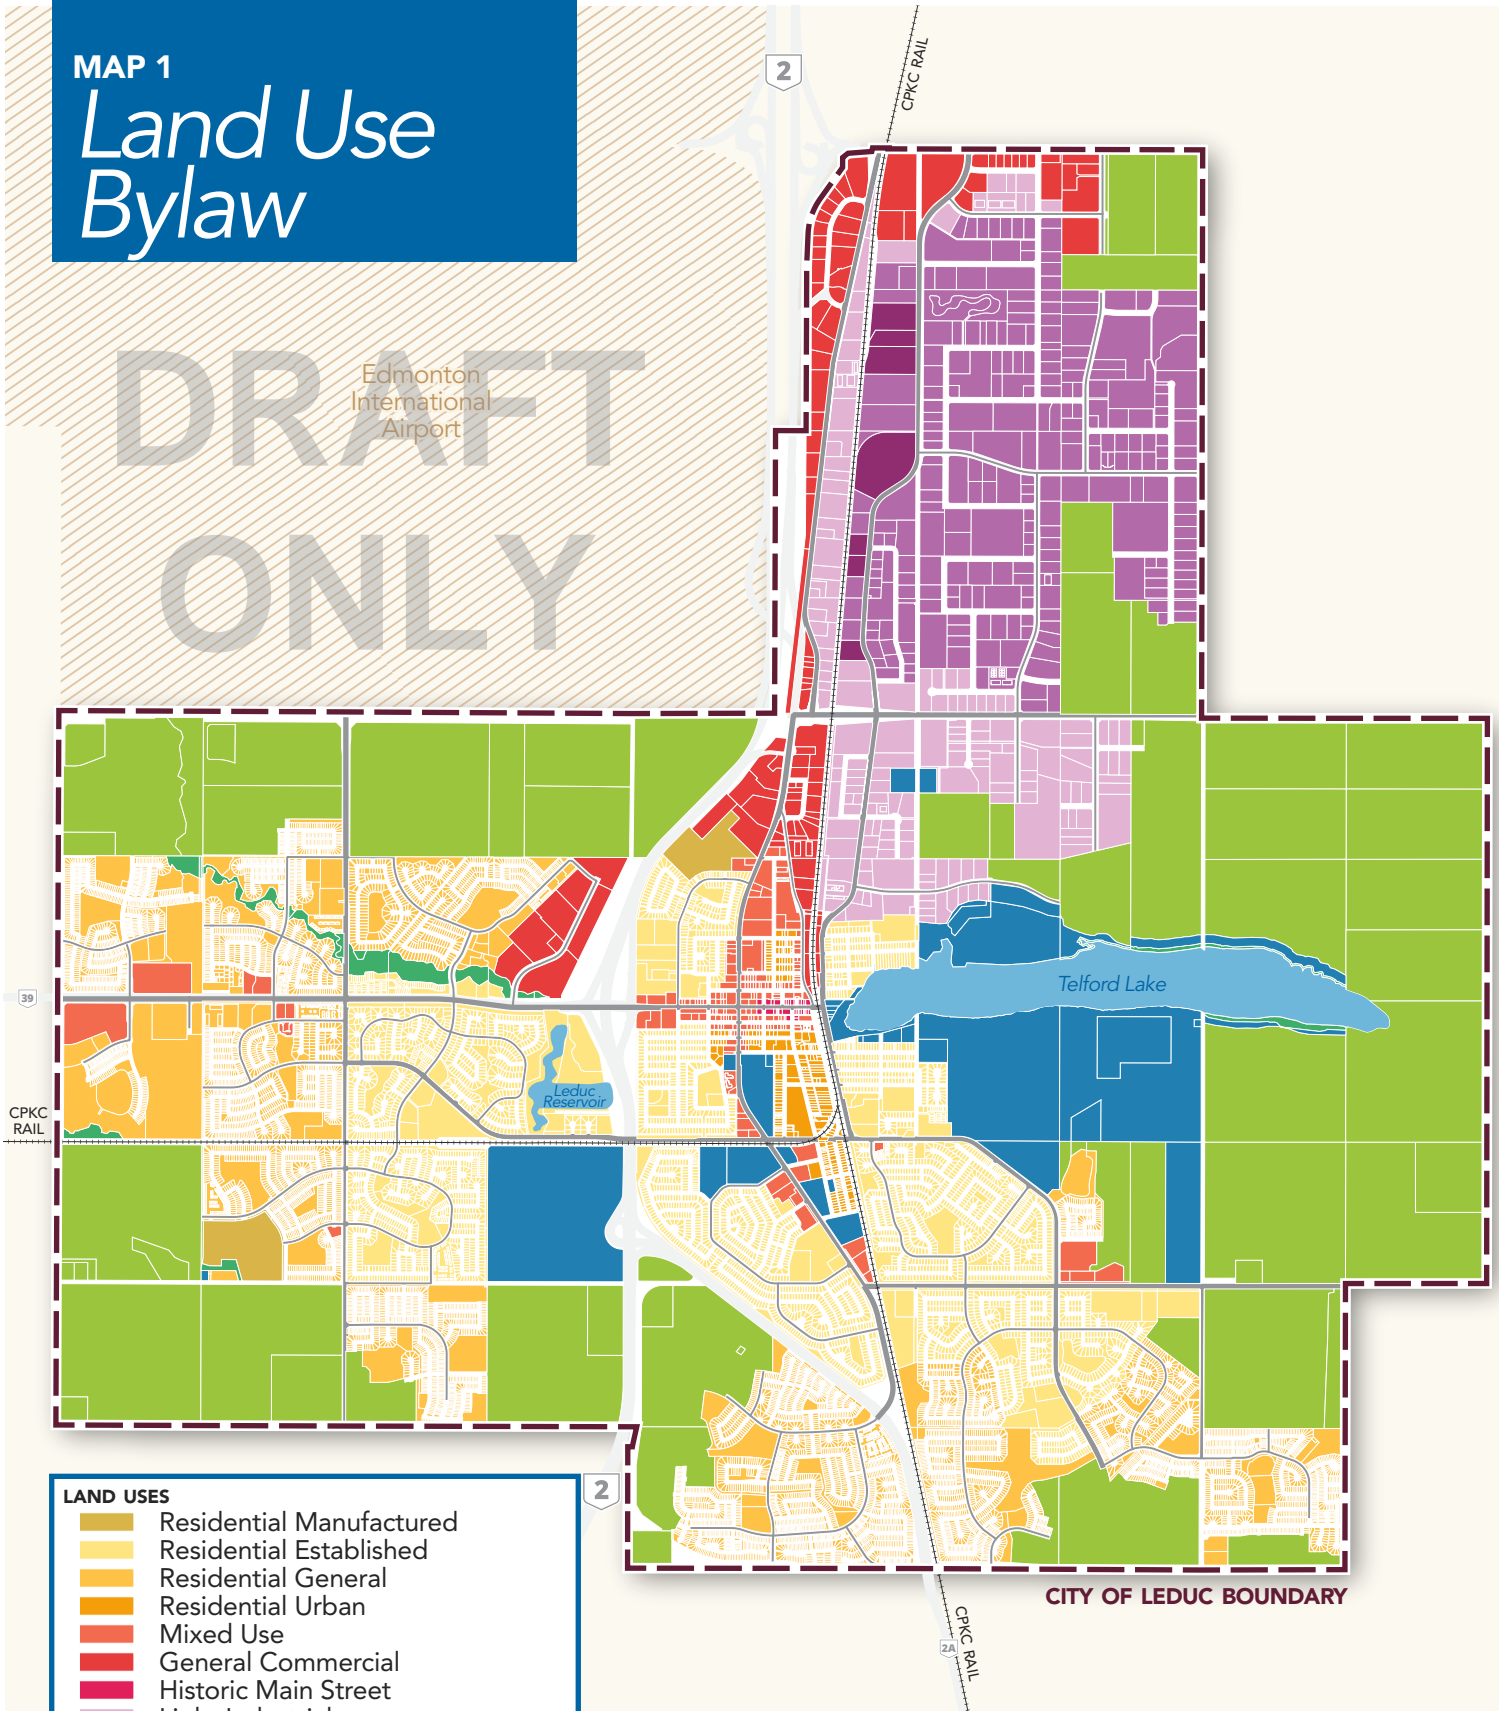 MAP 1
Land Use
Bylaw
2
CPKC RAIL
DRAFT
ONLY
Edmonton
International
Airport
39
Telford Lake
Leduc
Reservoir
CPKC
RAIL
2
CITY OF LEDUC BOUNDARY
2A
CPKC RAIL
LAND USES
Residential Manufactured
Residential Established
Residential General
Residential Urban
Mixed Use
General Commercial
Historic Main Street